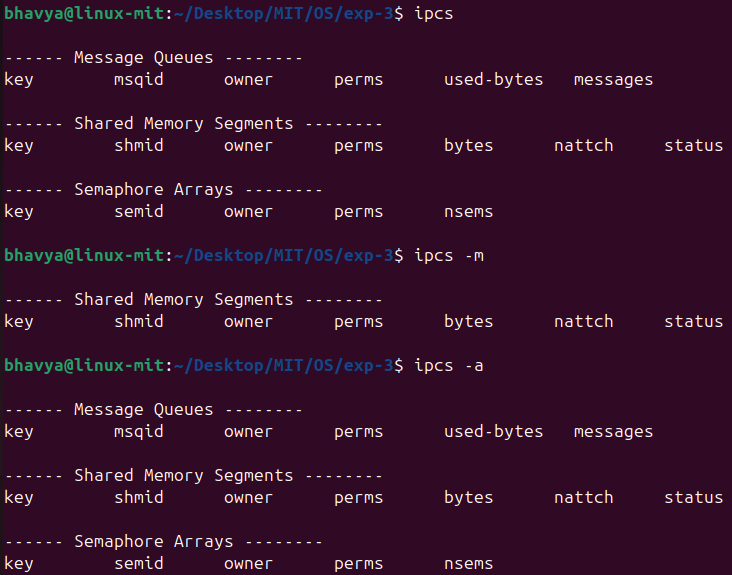 bhavya@linux-mit:~/Desktop/MIT/OS/exp-3$ ipcs
------ Message Queues --------
key        msqid      owner      perms      used-bytes   messages
------ Shared Memory Segments --------
key        shmid      owner      perms      bytes      nattch     status
------ Semaphore Arrays --------
key        semid      owner      perms      nsems
bhavya@linux-mit:~/Desktop/MIT/OS/exp-3$ ipcs -m
------ Shared Memory Segments --------
key        shmid      owner      perms      bytes      nattch     status
bhavya@linux-mit:~/Desktop/MIT/OS/exp-3$ ipcs -a
------ Message Queues --------
key        msqid      owner      perms      used-bytes   messages
------ Shared Memory Segments --------
key        shmid      owner      perms      bytes      nattch     status
------ Semaphore Arrays --------
key        semid      owner      perms      nsems